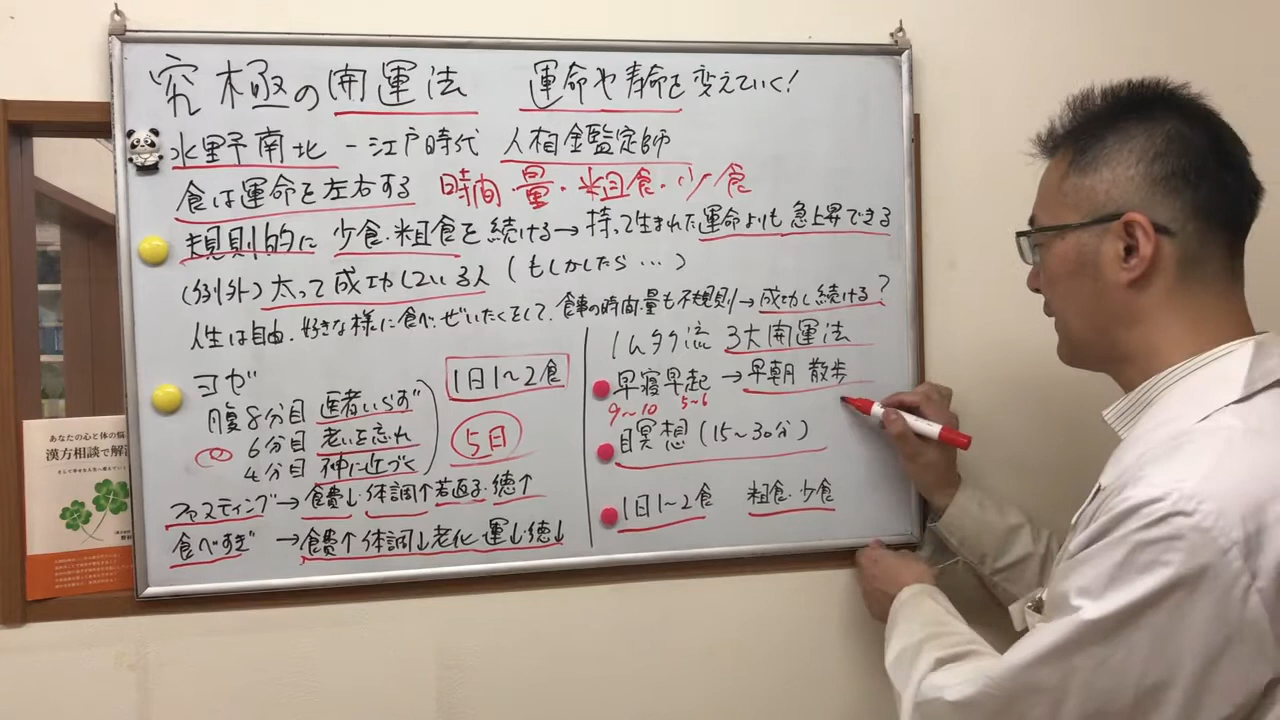 究極の開運法　運命や寿命を変えていく!
水野南北 - 江戸時代 人相鑑定師
食は運命を左右する 時間・量・粗食・少食
規則的に 少食・粗食を続ける→持って生まれた運命よりも急上昇できる
(例外) 太って成功している人 (もしかしたら…)
人生は自由、好きな様に食べ、ぜいたくをして、食事の時間・量も不規則→成功し続ける?
ヨガ
腹8分目 医者いらず
6分目 老いを忘れ
4分目 神に近づく
1日1〜2食
5日
ファスティング→食費↓・体調↑若返る・徳↑
食べすぎ →食費↑体調↓老化・運↓徳↓
ムタク流 3大開運法
早寝早起 → 早朝 散歩
9〜10 5〜6
瞑想 (15〜30分)
1日1〜2食 粗食・少食
あなたの心と体の悩
漢方相談で解